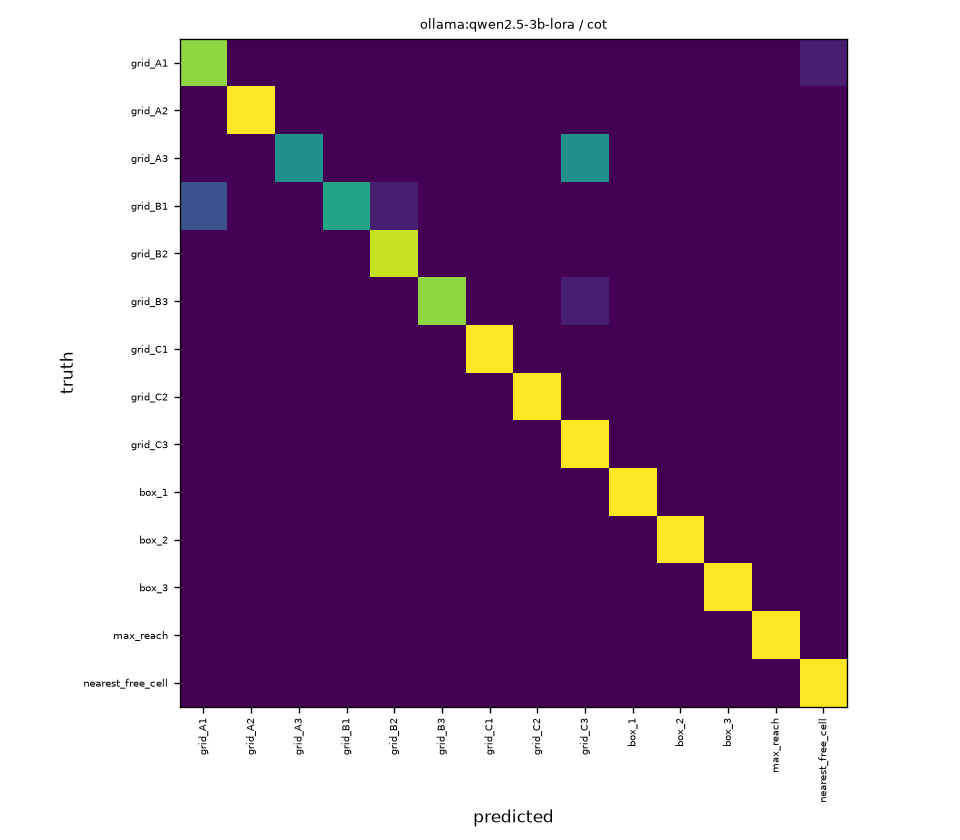 ollama:qwen2.5-3b-lora / cot
grid_A1
grid_A2
grid_A3
grid_B1
grid_B2
grid_B3
grid_C1
grid_C2
grid_C3
box_1
box_2
box_3
max_reach
nearest_free_cell
truth
grid_A1
grid_A2
grid_A3
grid_B1
grid_B2
grid_B3
grid_C1
grid_C2
grid_C3
box_1
box_2
box_3
max_reach
nearest_free_cell
predicted